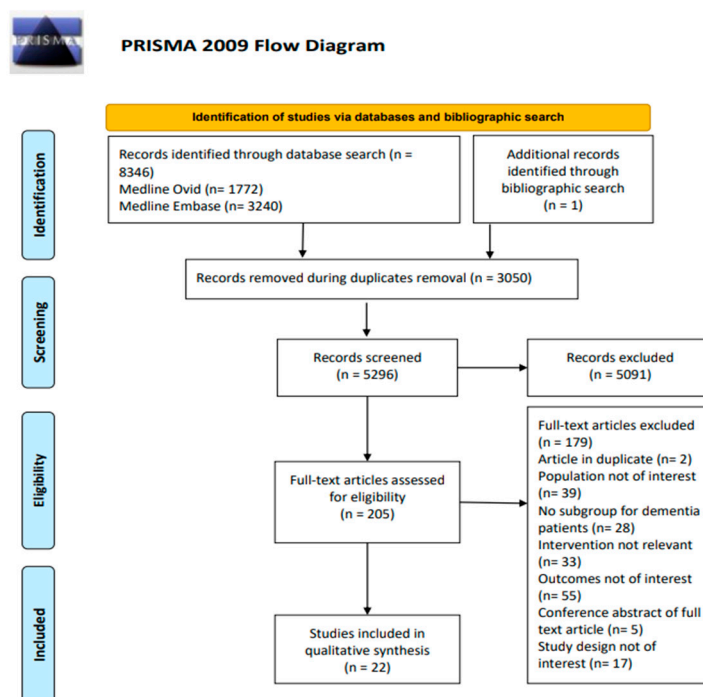 PRISMA
PRISMA 2009 Flow Diagram
Identification of studies via databases and bibliographic search
Identification
Records identified through database search (n =
8346)
Medline Ovid (n= 1772)
Medline Embase (n= 3240)
Additional records
identified through
bibliographic search
(n = 1)
Records removed during duplicates removal (n = 3050)
Screening
Records screened
(n = 5296)
Records excluded
(n = 5091)
Eligibility
Full-text articles assessed
for eligibility
(n = 205)
Full-text articles excluded
(n = 179)
Article in duplicate (n= 2)
Population not of interest
(n= 39)
No subgroup for dementia
patients (n= 28)
Intervention not relevant
(n= 33)
Outcomes not of interest
(n= 55)
Conference abstract of full
text article (n= 5)
Study design not of
interest (n= 17)
Included
Studies included in
qualitative synthesis
(n = 22)